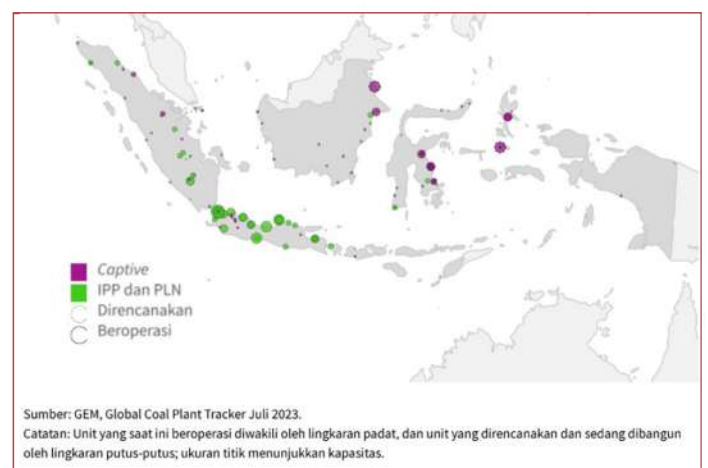 Captive
IPP dan PLN
Direncanakan
Beroperasi
Sumber: GEM, Global Coal Plant Tracker Juli 2023.
Catatan: Unit yang saat ini beroperasi diwakili oleh lingkaran padat, dan unit yang direncanakan dan sedang dibangun
oleh lingkaran putus-putus; ukuran titik menunjukkan kapasitas.